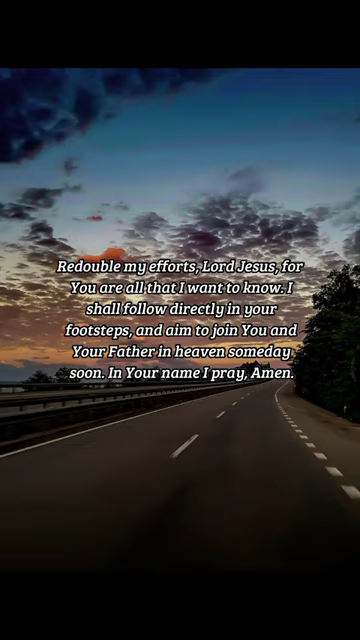 Redouble my efforts, Lord Jesus, for
You are all that I want to know. I
shall follow directly in your
footsteps, and aim to join You and
Your Father in heaven someday
soon. In Your name I pray, Amen.